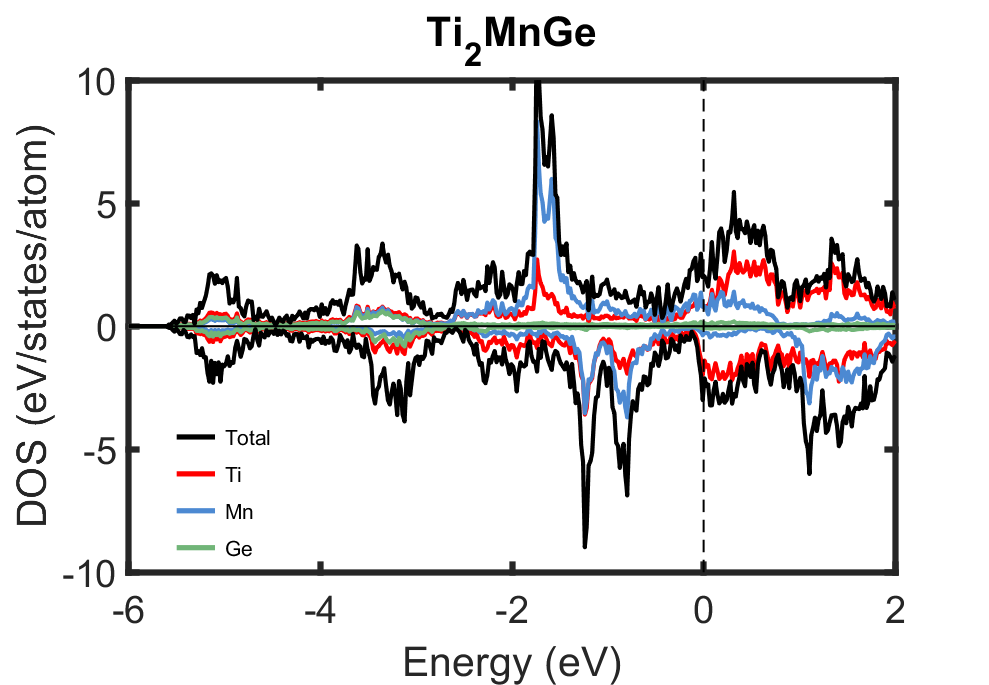 Ti₂MnGe
DOS (eV/states/atom)
10
5
0
-5
-10
Total
Ti
Mn
Ge
-6 -4 -2 0 2
Energy (eV)